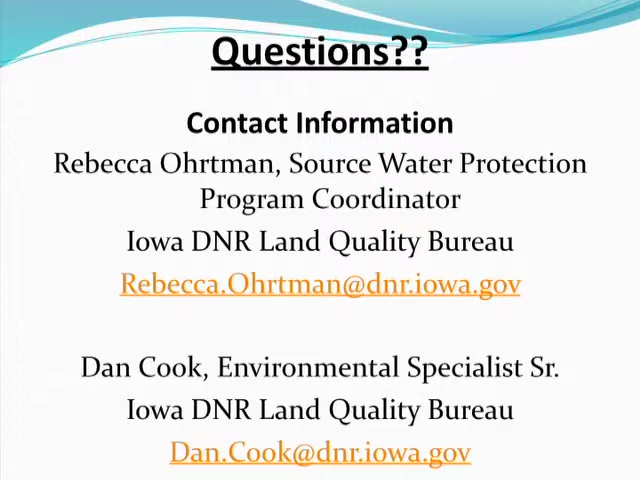 Questions??
Contact Information
Rebecca Ohrtman, Source Water Protection
Program Coordinator
Iowa DNR Land Quality Bureau
Rebecca.Ohrtman@dnr.iowa.gov
Dan Cook, Environmental Specialist Sr.
Iowa DNR Land Quality Bureau
Dan.Cook@dnr.iowa.gov